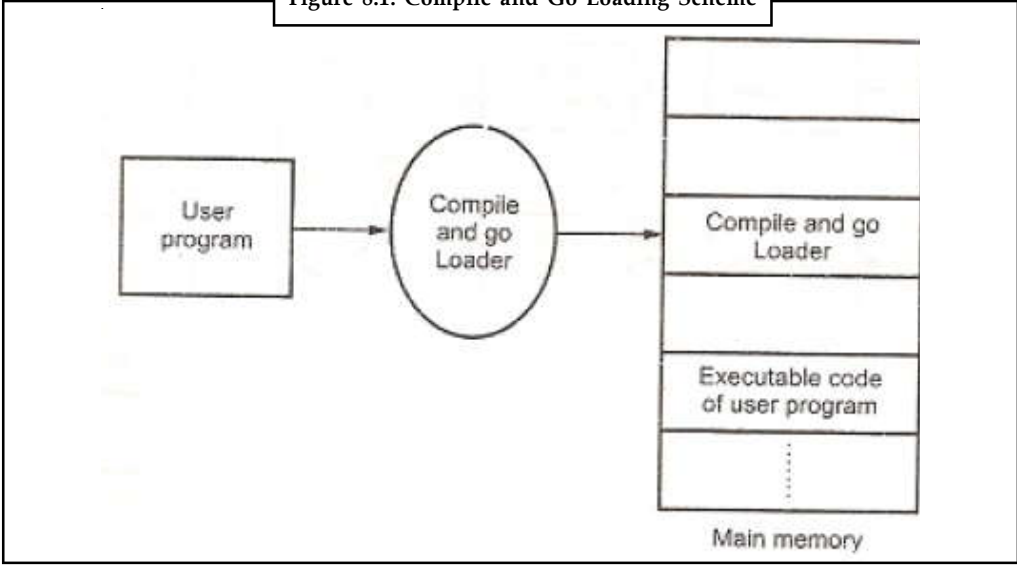 Figure 8.1: Compile and Go Loading Scheme
User
program
Compile
and go
Loader
Compile and go
Loader
Executable code
of user program
Main memory